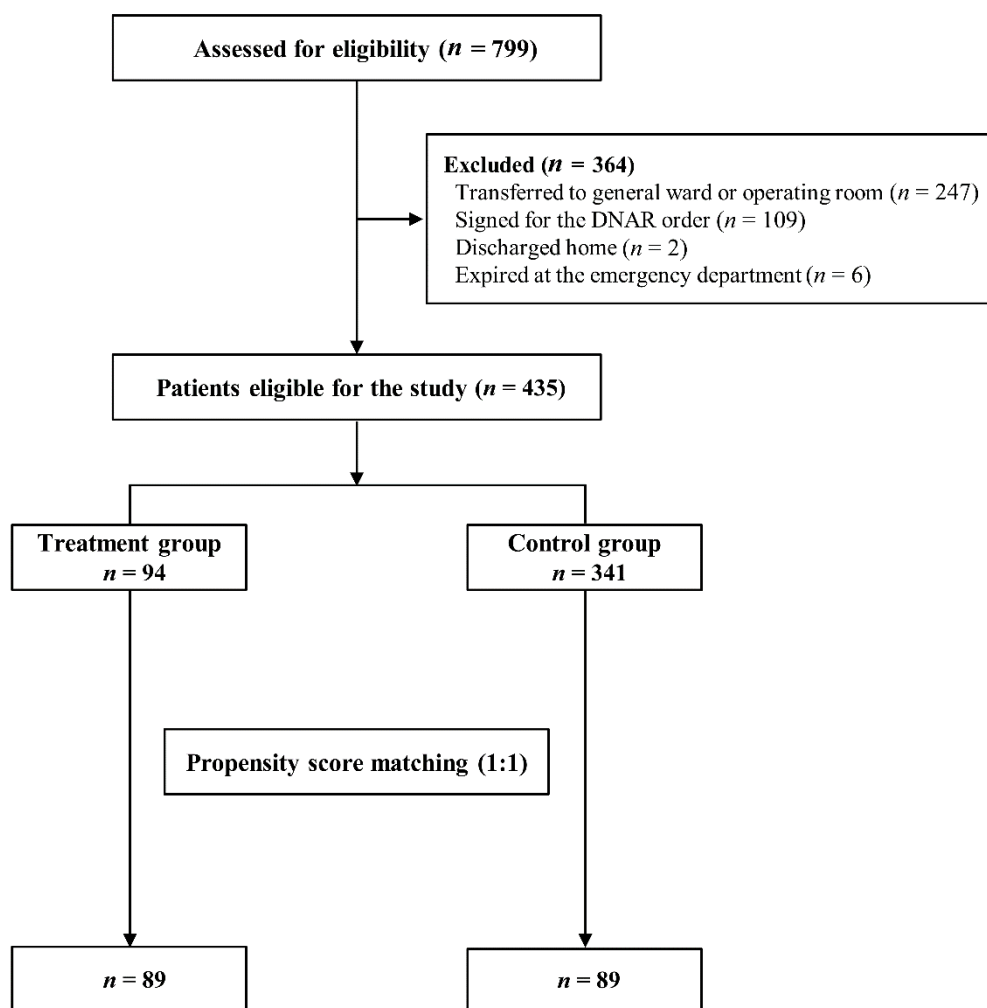 Assessed for eligibility (n = 799)
Excluded (n = 364)
Transferred to general ward or operating room (n = 247)
Signed for the DNAR order (n = 109)
Discharged home (n = 2)
Expired at the emergency department (n = 6)
Patients eligible for the study (n = 435)
Treatment group
n = 94
Control group
n = 341
Propensity score matching (1:1)
n = 89
n = 89